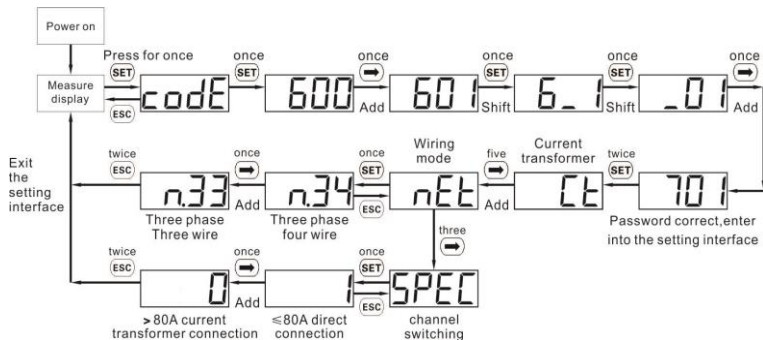 Power on
Press for once
once
once
once
once
once
SET
SET
➡
SET
SET
➡
Measure
display
codE
600
601
6_1
_01
ESC
Add
Shift
Shift
Add
Wiring
mode
Current
transformer
Exit
the
setting
interface
twice
once
once
five
twice
ESC
➡
SET
➡
SET
n.33
n.34
nEt
Ct
701
Add
ESC
Add
Three phase
Three wire
Three phase
four wire
Password correct,enter
into the setting interface
three
➡
twice
once
once
ESC
➡
SET
0
1
SPEC
Add
ESC
>80A current
transformer connection
≤80A direct
connection
channel
switching